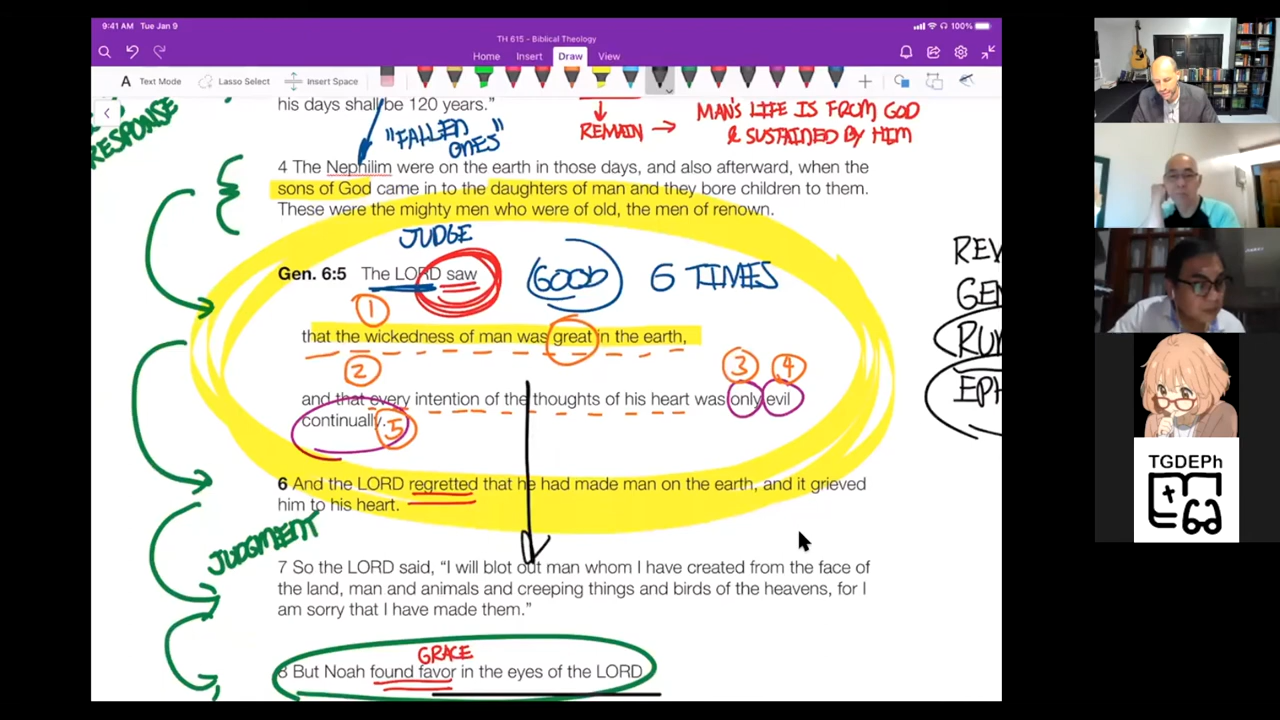 9:41 AM Tue Jan 9
100%
TH 615 - Biblical Theology
Home Insert Draw View
A Text Mode Lasso Select Insert Space
RESPONSE
his days shall be 120 years.”
"FALLEN ONES"
REMAIN → MAN'S LIFE IS FROM GOD
& SUSTAINED BY HIM
4 The Nephilim were on the earth in those days, and also afterward, when the
sons of God came in to the daughters of man and they bore children to them.
These were the mighty men who were of old, the men of renown.
JUDGE
Gen. 6:5 The LORD saw GOOD 6 TIMES
1
that the wickedness of man was great in the earth,
2 3 4
and that every intention of the thoughts of his heart was only evil
continually. 5
6 And the LORD regretted that he had made man on the earth, and it grieved
him to his heart.
JUDGMENT
7 So the LORD said, “I will blot out man whom I have created from the face of
the land, man and animals and creeping things and birds of the heavens, for I
am sorry that I have made them.”
GRACE
8 But Noah found favor in the eyes of the LORD
REV
GEN
RU
EPH
TGDEPh